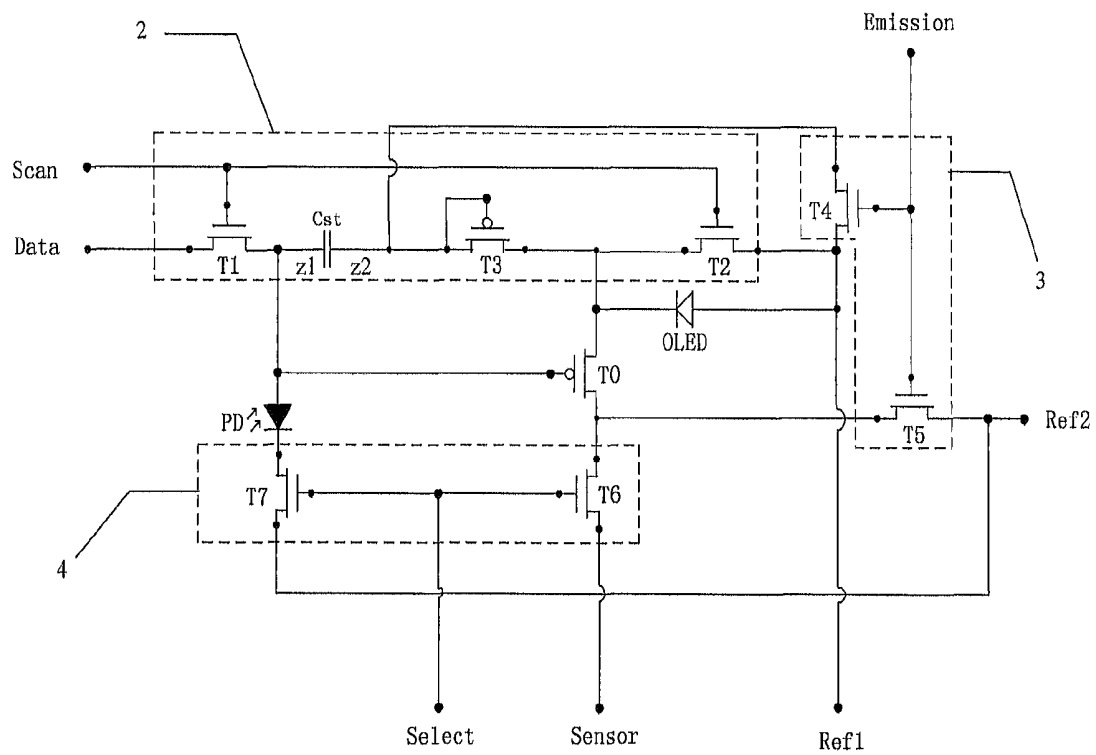 2
Emission
Scan
Cst
T4
Data
T1
z1
z2
T3
T2
3
OLED
T0
PD
T5
Ref2
T7
T6
4
Select
Sensor
Ref1